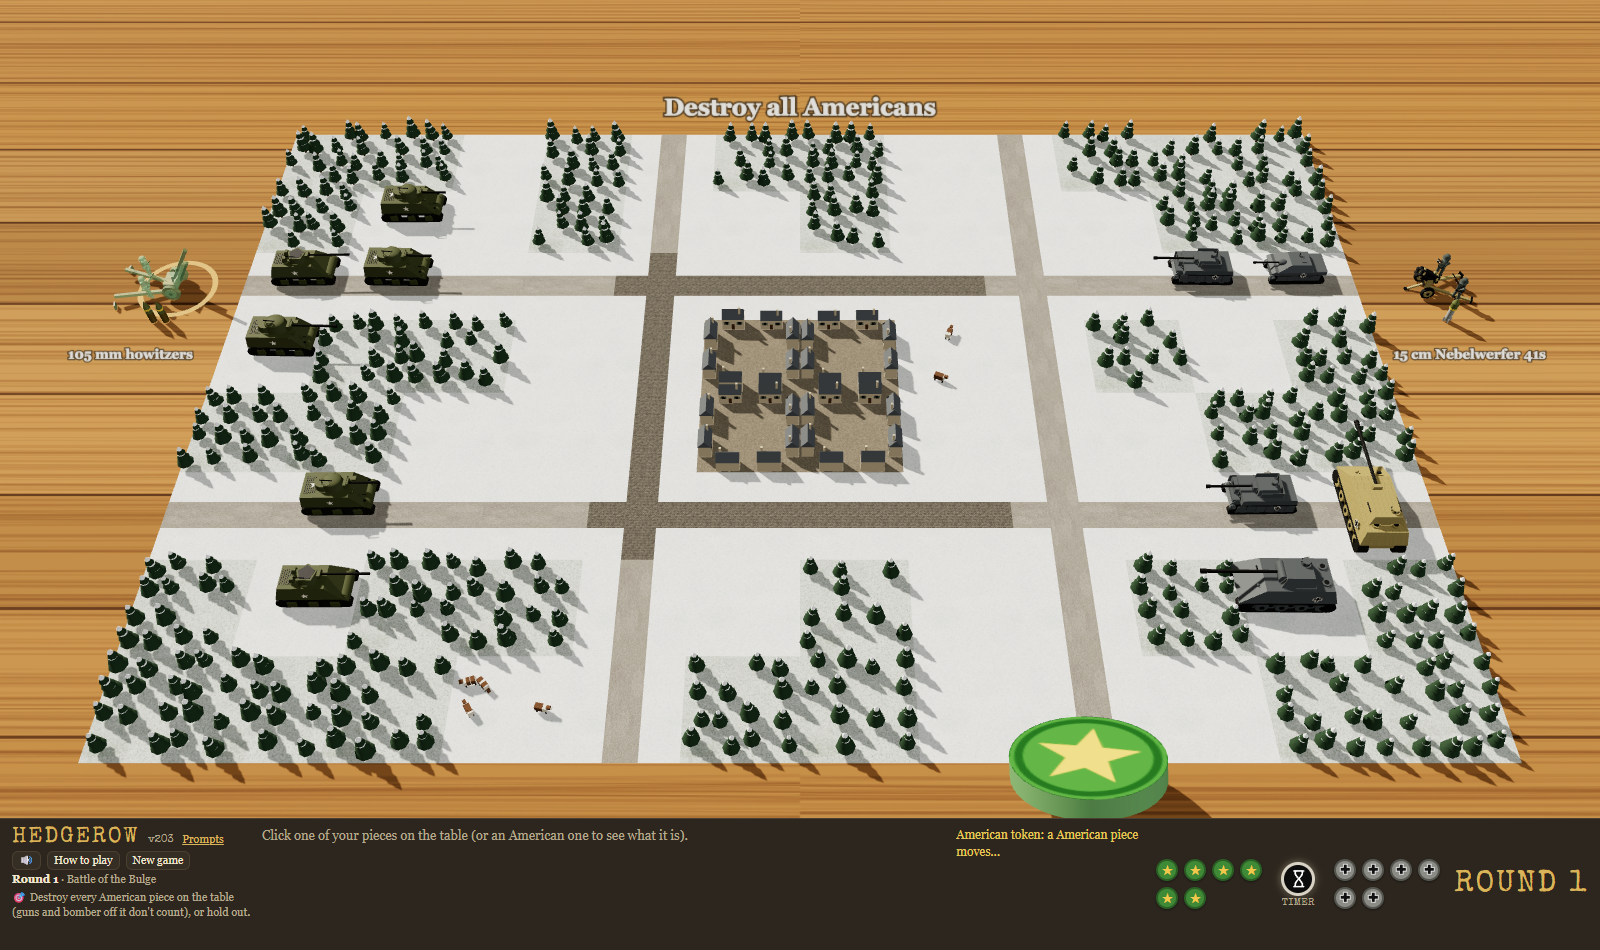 Destroy all Americans
105 mm howitzers
15 cm Nebelwerfer 41s
HEDGEROW v203 Prompts
How to play New game
Round 1 · Battle of the Bulge
Destroy every American piece on the table
(guns and bomber off it don't count), or hold out.
Click one of your pieces on the table (or an American one to see what it is).
American token: a American piece
moves...
TIMER
ROUND 1